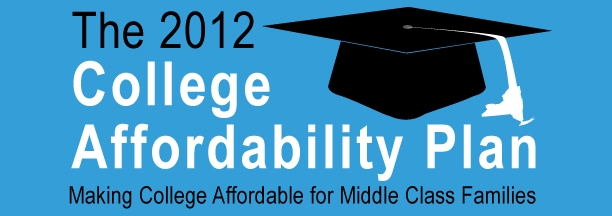 The 2012
College
Affordability Plan
Making College Affordable for Middle Class Families